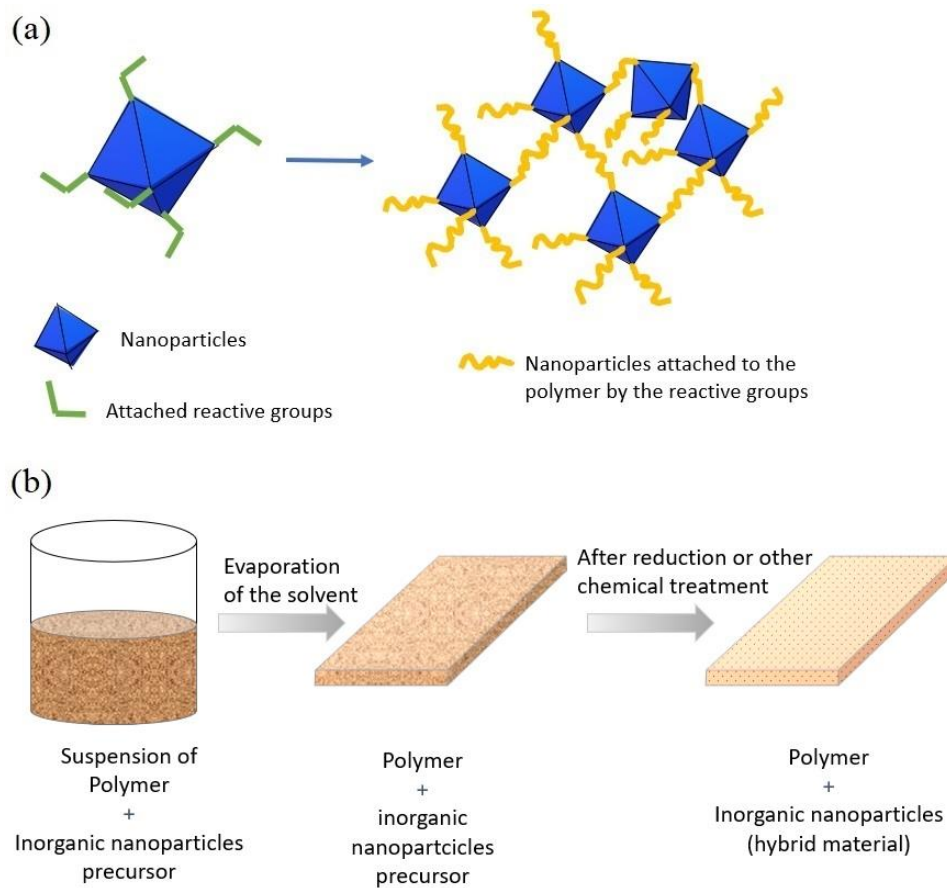 (a)
Nanoparticles
Attached reactive groups
Nanoparticles attached to the
polymer by the reactive groups
(b)
Evaporation
of the solvent
After reduction or other
chemical treatment
Suspension of
Polymer
+
Inorganic nanoparticles
precursor
Polymer
+
inorganic
nanopartcicles
precursor
Polymer
+
Inorganic nanoparticles
(hybrid material)